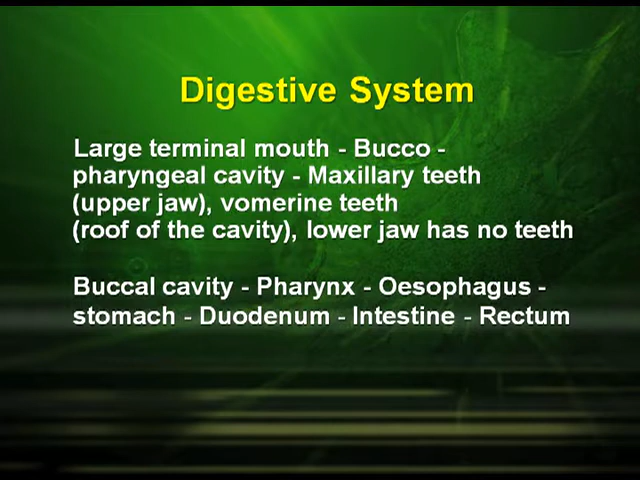 Digestive System
Large terminal mouth - Bucco -
pharyngeal cavity - Maxillary teeth
(upper jaw), vomerine teeth
(roof of the cavity), lower jaw has no teeth
Buccal cavity - Pharynx - Oesophagus -
stomach - Duodenum - Intestine - Rectum